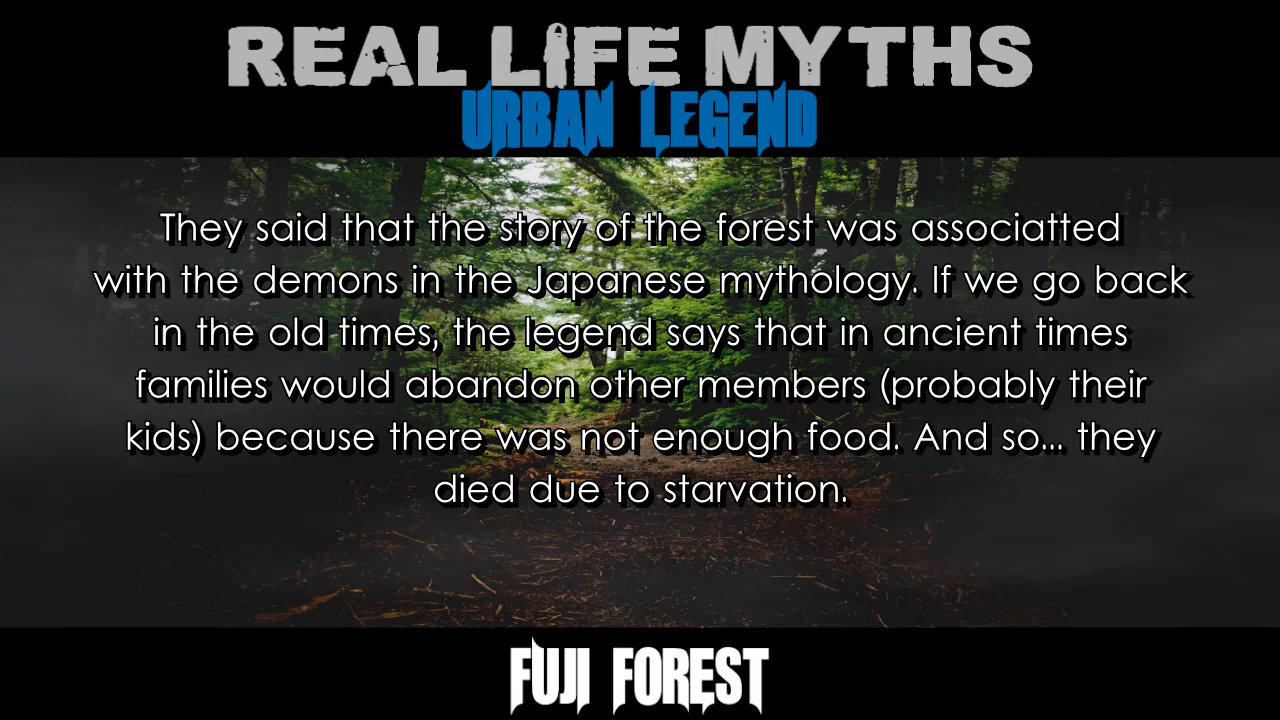 REAL LIFE MYTHS
URBAN LEGEND
They said that the story of the forest was associatted
with the demons in the Japanese mythology. If we go back
in the old times, the legend says that in ancient times
families would abandon other members (probably their
kids) because there was not enough food. And so... they
died due to starvation.
FUJI FOREST